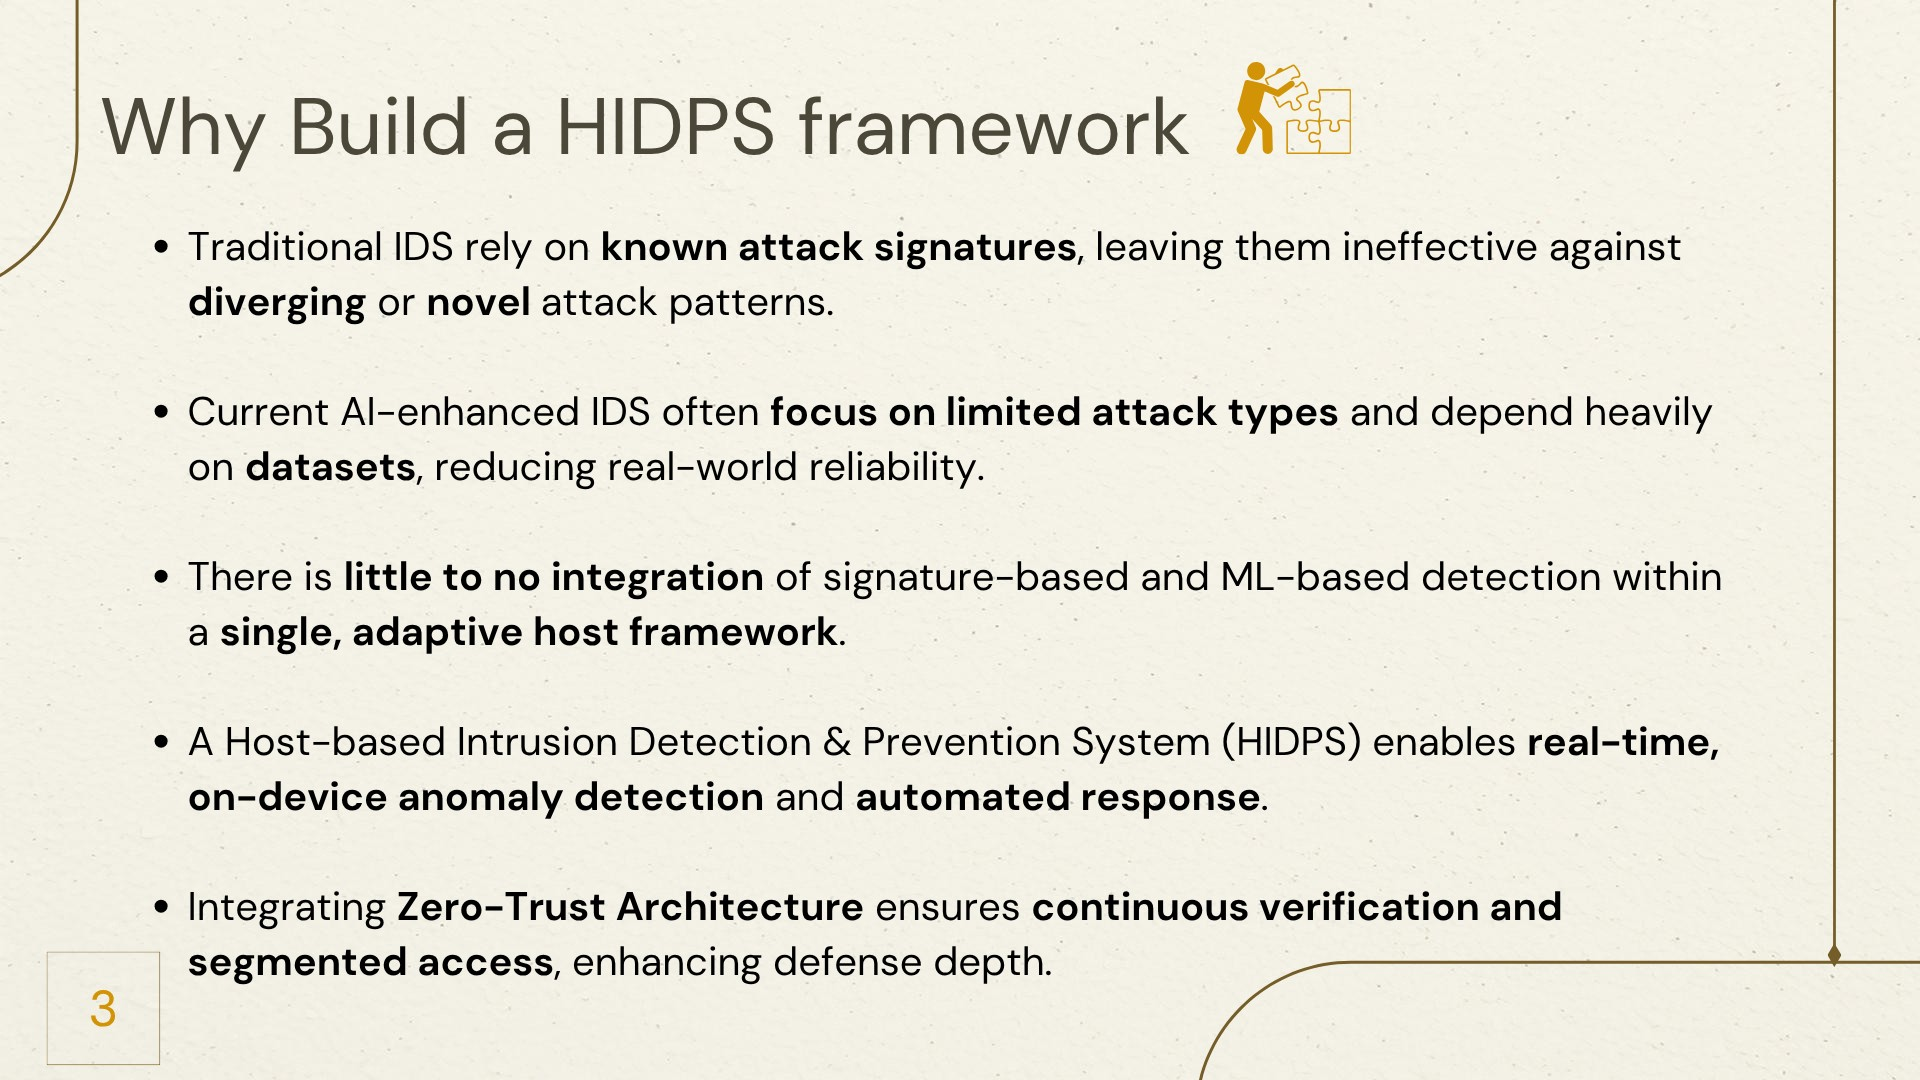 Why Build a HIDPS framework
• Traditional IDS rely on known attack signatures, leaving them ineffective against
diverging or novel attack patterns.
• Current AI-enhanced IDS often focus on limited attack types and depend heavily
on datasets, reducing real-world reliability.
• There is little to no integration of signature-based and ML-based detection within
a single, adaptive host framework.
• A Host-based Intrusion Detection & Prevention System (HIDPS) enables real-time,
on-device anomaly detection and automated response.
• Integrating Zero-Trust Architecture ensures continuous verification and
segmented access, enhancing defense depth.
3